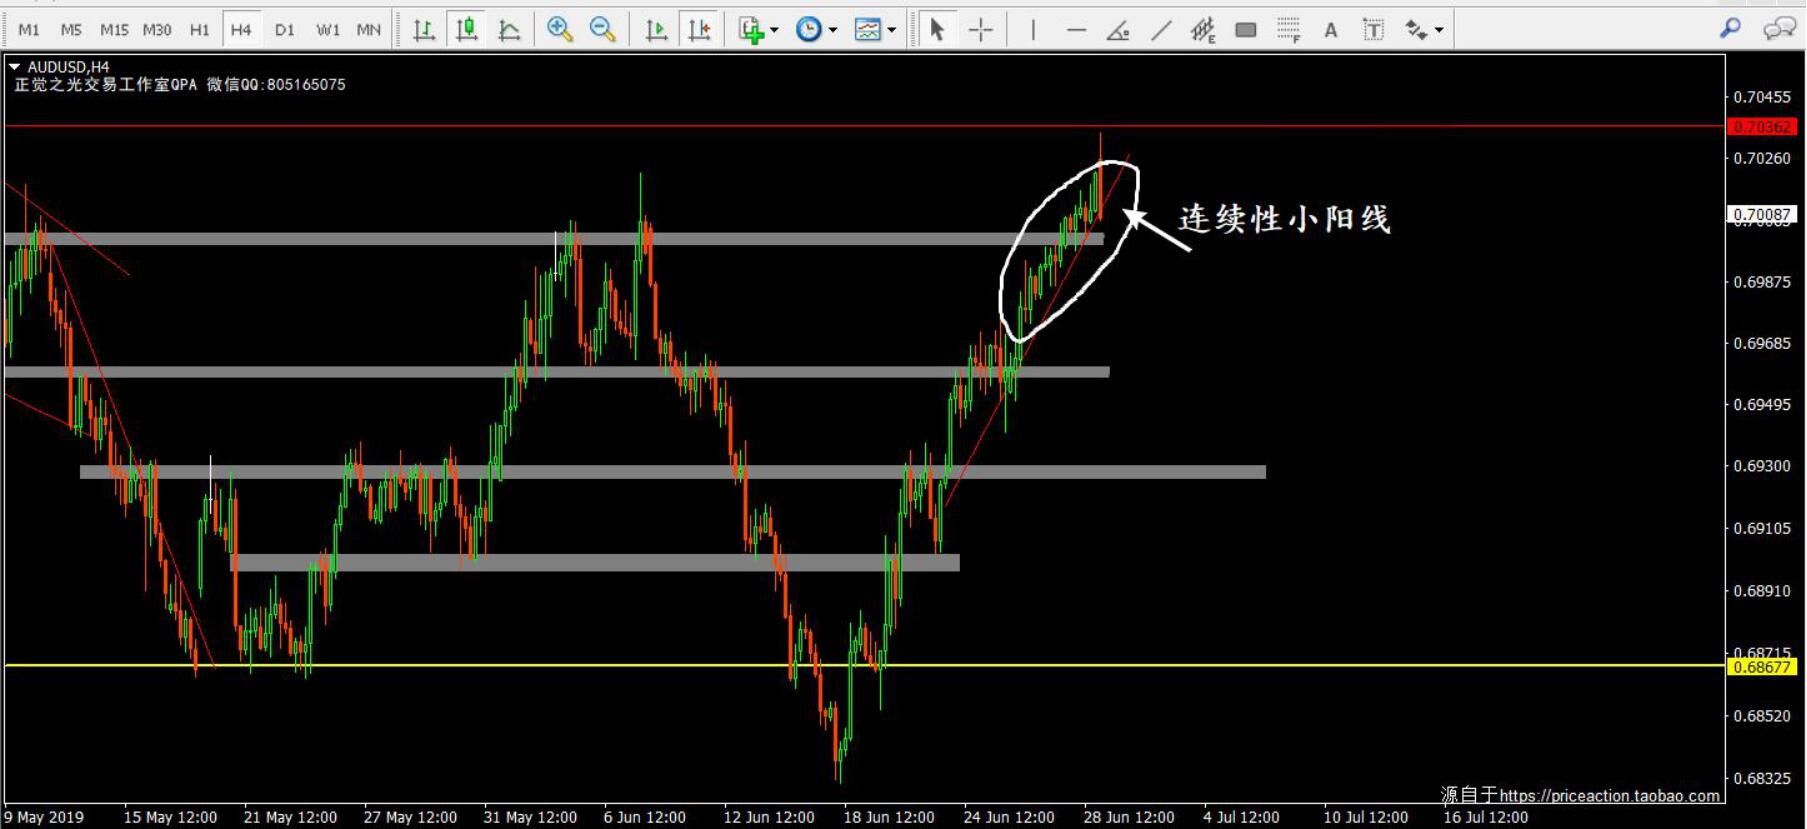 M1 M5 M15 M30 H1 H4 D1 W1 MN E F A T
AUDUSD,H4
正觉之光交易工作室QPA 微信QQ:805165075
连续性小阳线
0.70455
0.70362
0.70260
0.70087
0.69875
0.69685
0.69495
0.69300
0.69105
0.68910
0.68715
0.68677
0.68520
0.68325
源自于https://priceaction.taobao.com
9 May 2019 15 May 12:00 21 May 12:00 27 May 12:00 31 May 12:00 6 Jun 12:00 12 Jun 12:00 18 Jun 12:00 24 Jun 12:00 28 Jun 12:00 4 Jul 12:00 10 Jul 12:00 16 Jul 12:00